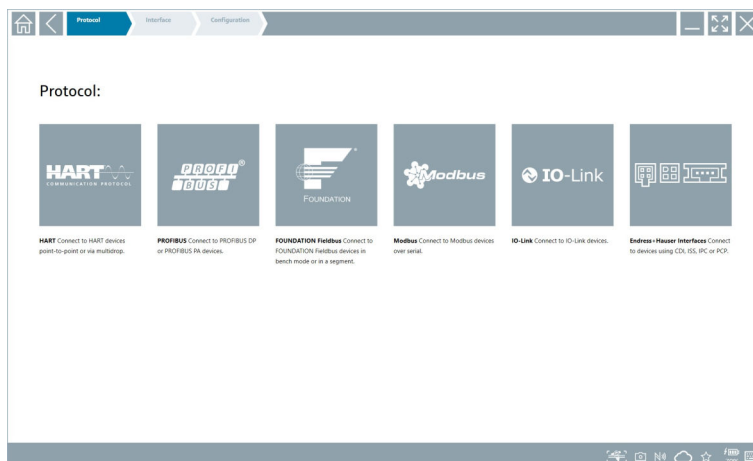 Protocol
Interface
Configuration
Protocol:
HART
COMMUNICATION PROTOCOL
PROFI
BUS
®
FOUNDATION
Modbus
IO-Link
HART Connect to HART devices
point-to-point or via multidrop.
PROFIBUS Connect to PROFIBUS DP
or PROFIBUS PA devices.
FOUNDATION Fieldbus Connect to
FOUNDATION Fieldbus devices in
bench mode or in a segment.
Modbus Connect to Modbus devices
over serial.
IO-Link Connect to IO-Link devices.
Endress+Hauser Interfaces Connect
to devices using CDI, ISS, IPC or PCP.